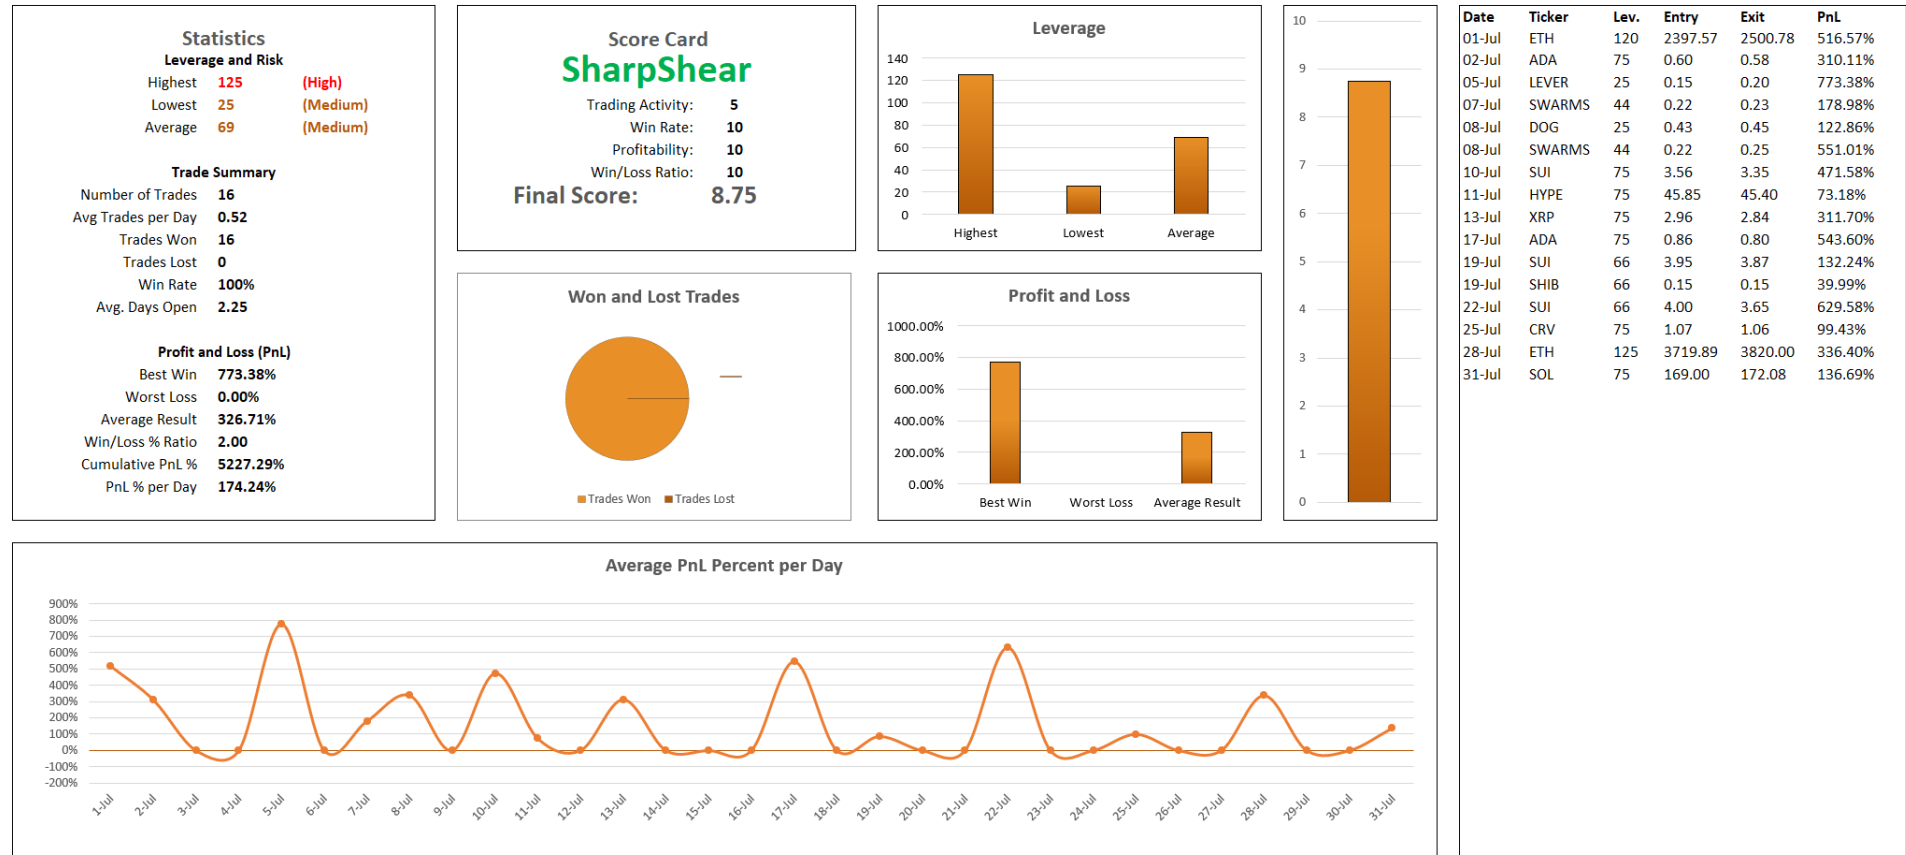 Statistics
Leverage and Risk
Highest 125 (High)
Lowest 25 (Medium)
Average 69 (Medium)
Trade Summary
Number of Trades 16
Avg Trades per Day 0.52
Trades Won 16
Trades Lost 0
Win Rate 100%
Avg. Days Open 2.25
Profit and Loss (PnL)
Best Win 773.38%
Worst Loss 0.00%
Average Result 326.71%
Win/Loss % Ratio 2.00
Cumulative PnL % 5227.29%
PnL % per Day 174.24%
Score Card
SharpShear
Trading Activity: 5
Win Rate: 10
Profitability: 10
Win/Loss Ratio: 10
Final Score: 8.75
Won and Lost Trades
Trades Won Trades Lost
Leverage
140
120
100
80
60
40
20
0
Highest Lowest Average
Profit and Loss
1000.00%
800.00%
600.00%
400.00%
200.00%
0.00%
Best Win Worst Loss Average Result
10
9
8
7
6
5
4
3
2
1
0
Date Ticker Lev. Entry Exit PnL
01-Jul ETH 120 2397.57 2500.78 516.57%
02-Jul ADA 75 0.60 0.58 310.11%
05-Jul LEVER 25 0.15 0.20 773.38%
07-Jul SWARMS 44 0.22 0.23 178.98%
08-Jul DOG 25 0.43 0.45 122.86%
08-Jul SWARMS 44 0.22 0.25 551.01%
10-Jul SUI 75 3.56 3.35 471.58%
11-Jul HYPE 75 45.85 45.40 73.18%
13-Jul XRP 75 2.96 2.84 311.70%
17-Jul ADA 75 0.86 0.80 543.60%
19-Jul SUI 66 3.95 3.87 132.24%
19-Jul SHIB 66 0.15 0.15 39.99%
22-Jul SUI 66 4.00 3.65 629.58%
25-Jul CRV 75 1.07 1.06 99.43%
28-Jul ETH 125 3719.89 3820.00 336.40%
31-Jul SOL 75 169.00 172.08 136.69%
Average PnL Percent per Day
900%
800%
700%
600%
500%
400%
300%
200%
100%
0%
-100%
-200%
1-Jul 2-Jul 3-Jul 4-Jul 5-Jul 6-Jul 7-Jul 8-Jul 9-Jul 10-Jul 11-Jul 12-Jul 13-Jul 14-Jul 15-Jul 16-Jul 17-Jul 18-Jul 19-Jul 20-Jul 21-Jul 22-Jul 23-Jul 24-Jul 25-Jul 26-Jul 27-Jul 28-Jul 29-Jul 30-Jul 31-Jul